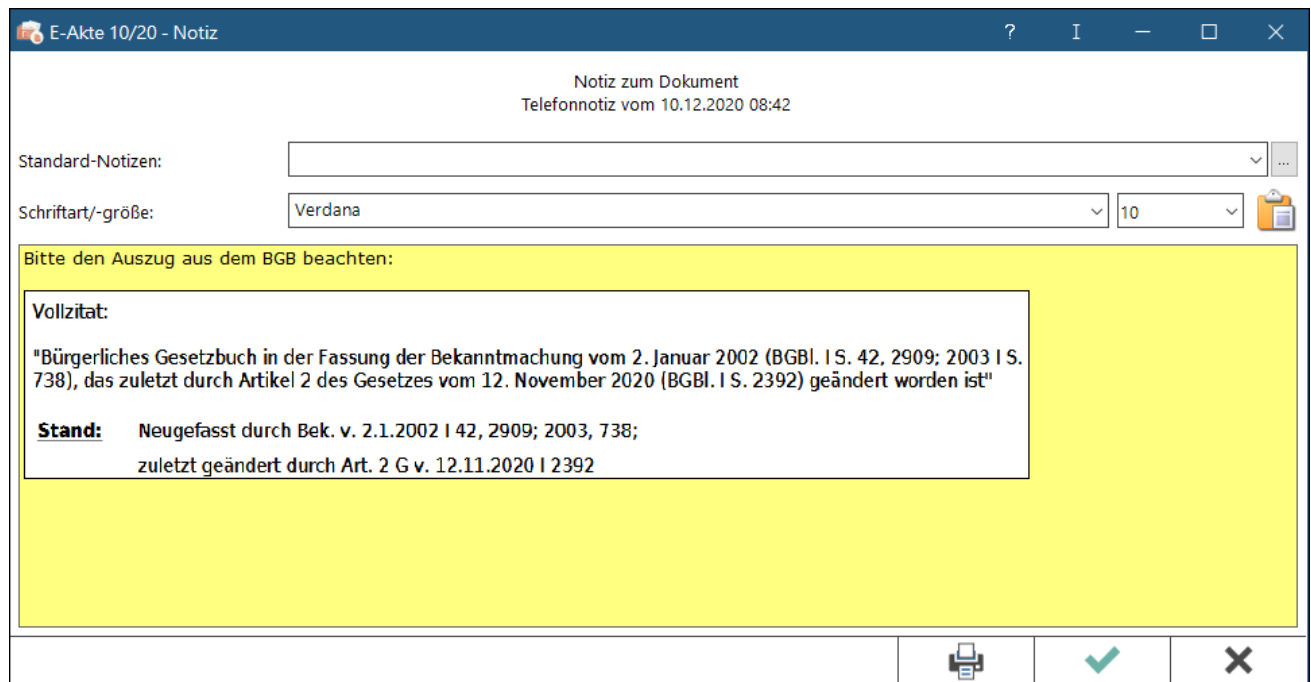 E-Akte 10/20 - Notiz
Notiz zum Dokument
Telefonnotiz vom 10.12.2020 08:42
Standard-Notizen:
...
Schriftart/-größe:
Verdana
10
Bitte den Auszug aus dem BGB beachten:
Vollzitat:
"Bürgerliches Gesetzbuch in der Fassung der Bekanntmachung vom 2. Januar 2002 (BGBl. I S. 42, 2909; 2003 I S.
738), das zuletzt durch Artikel 2 des Gesetzes vom 12. November 2020 (BGBl. I S. 2392) geändert worden ist"
Stand: Neugefasst durch Bek. v. 2.1.2002 I 42, 2909; 2003, 738;
zuletzt geändert durch Art. 2 G v. 12.11.2020 I 2392